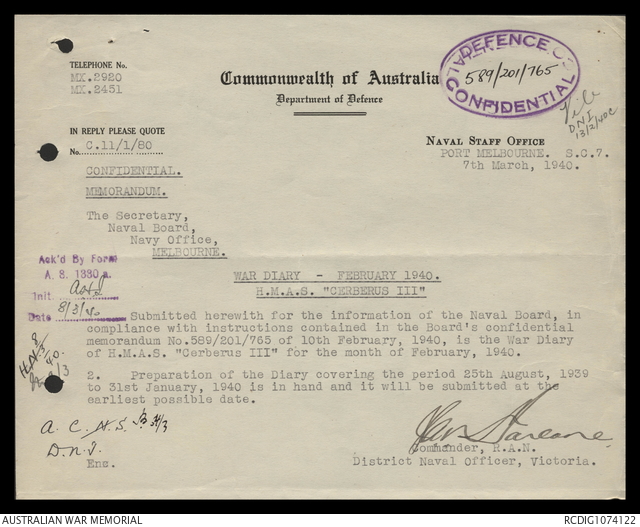 TELEPHONE No.
MX.2920
MX.2451
Commonwealth of Australia
Department of Defence
DEFENCE CO
589/201/765
CONFIDENTIAL
File
D.N.I
13/2/40
IN REPLY PLEASE QUOTE
No. C.11/1/80
NAVAL STAFF OFFICE
PORT MELBOURNE. S.C.7.
7th March, 1940.
CONFIDENTIAL.
MEMORANDUM.
The Secretary,
Naval Board,
Navy Office,
MELBOURNE.
Ack'd By Form
A. S. 1330a.
Init.
Date 8/3/40
WAR DIARY - FEBRUARY 1940.
H.M.A.S. "CERBERUS III"
Submitted herewith for the information of the Naval Board, in
compliance with instructions contained in the Board's confidential
memorandum No.589/201/765 of 10th February, 1940, is the War Diary
of H.M.A.S. "Cerberus III" for the month of February, 1940.
2. Preparation of the Diary covering the period 25th August, 1939
to 31st January, 1940 is in hand and it will be submitted at the
earliest possible date.
A. C. N. S.
D.N.I.
Enc.
Commander, R.A.N.
District Naval Officer, Victoria.
AUSTRALIAN WAR MEMORIAL
RCDIG1074122